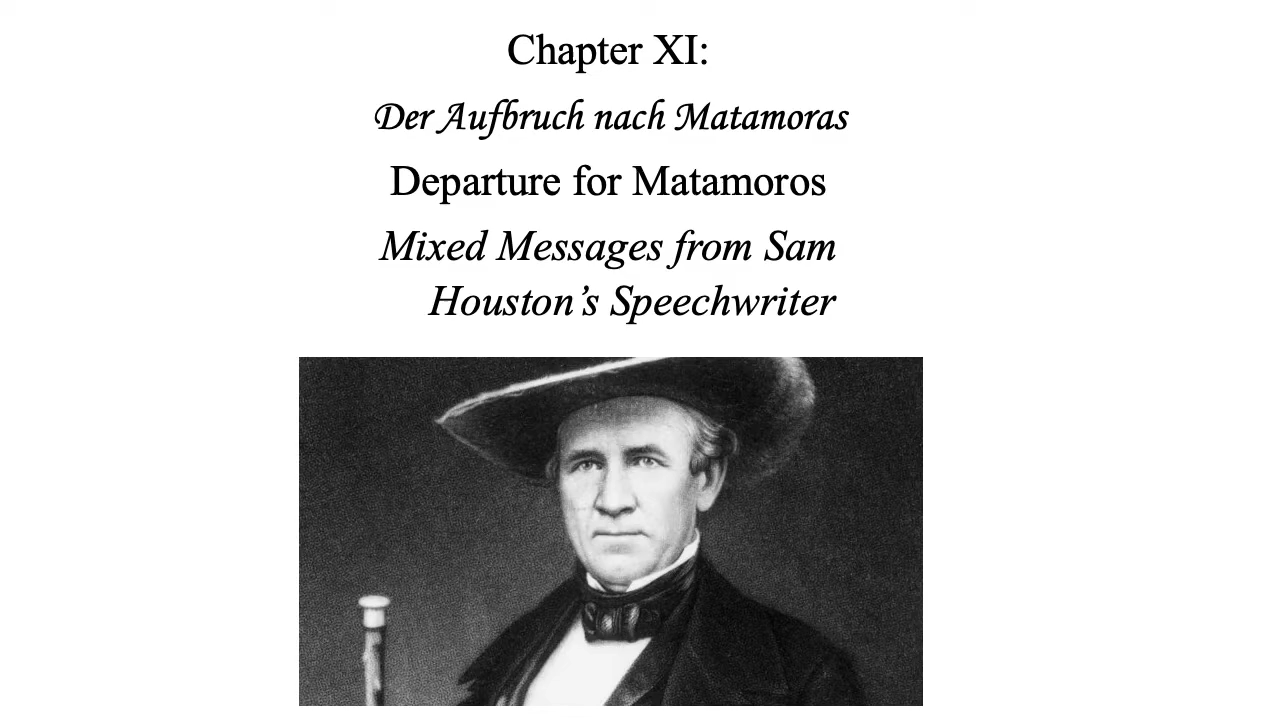 Chapter XI:
Der Aufbruch nach Matamoras
Departure for Matamoros
Mixed Messages from Sam
Houston’s Speechwriter